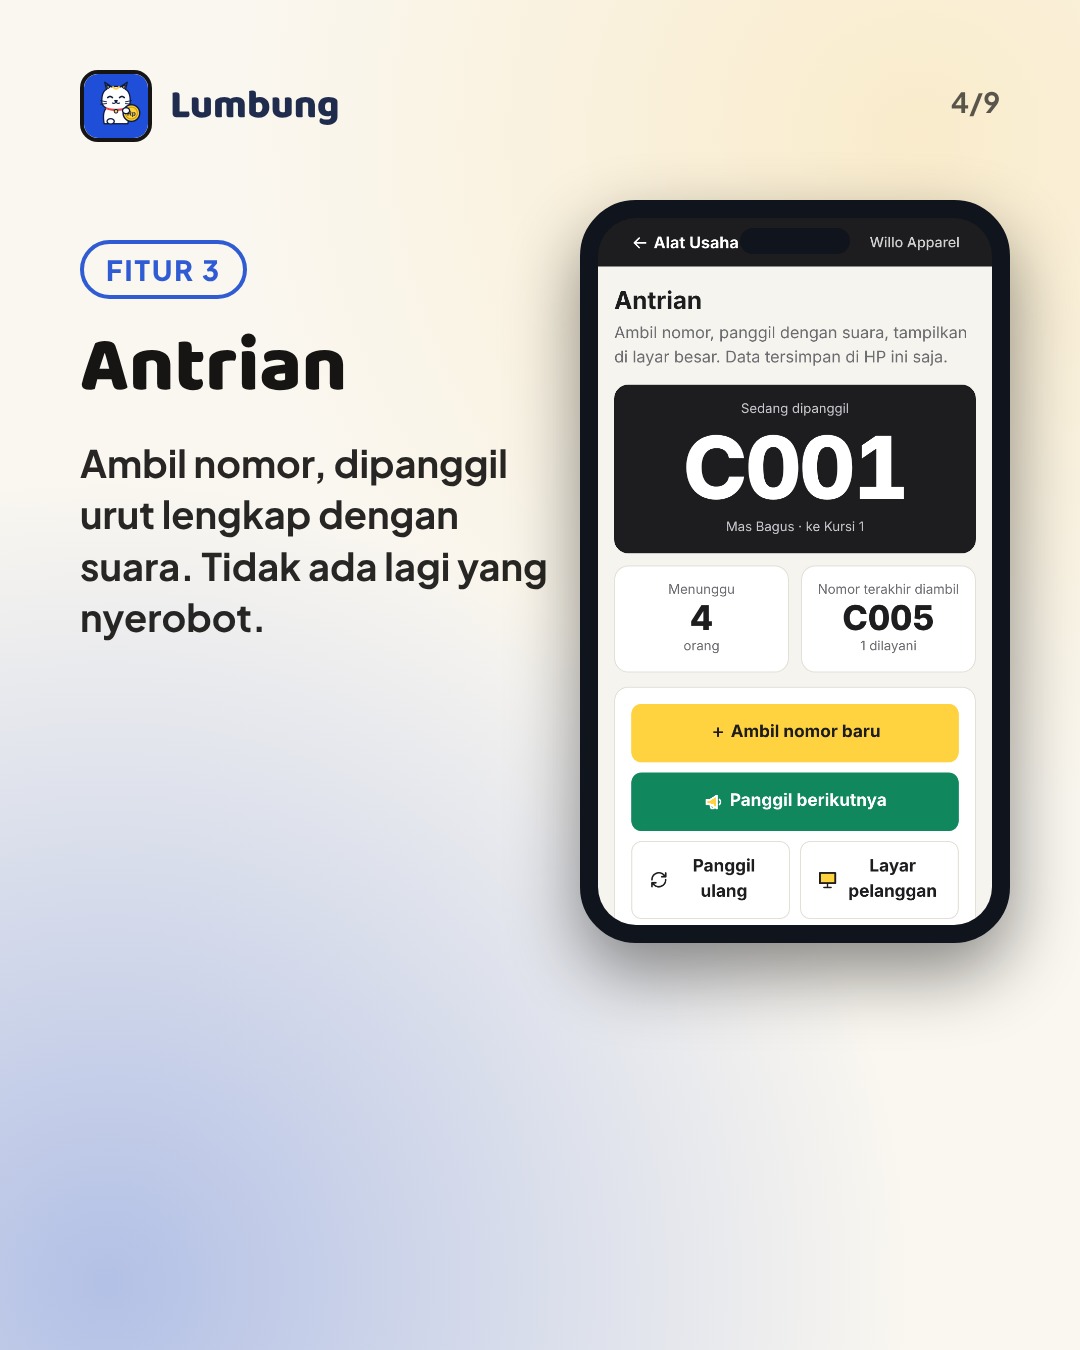 Lumbung
4/9
FITUR 3
Antrian
Ambil nomor, dipanggil
urut lengkap dengan
suara. Tidak ada lagi yang
nyerobot.
← Alat Usaha
Willo Apparel
Antrian
Ambil nomor, panggil dengan suara, tampilkan
di layar besar. Data tersimpan di HP ini saja.
Sedang dipanggil
C001
Mas Bagus · ke Kursi 1
Menunggu
4
orang
Nomor terakhir diambil
C005
1 dilayani
+ Ambil nomor baru
Panggil berikutnya
Panggil
ulang
Layar
pelanggan